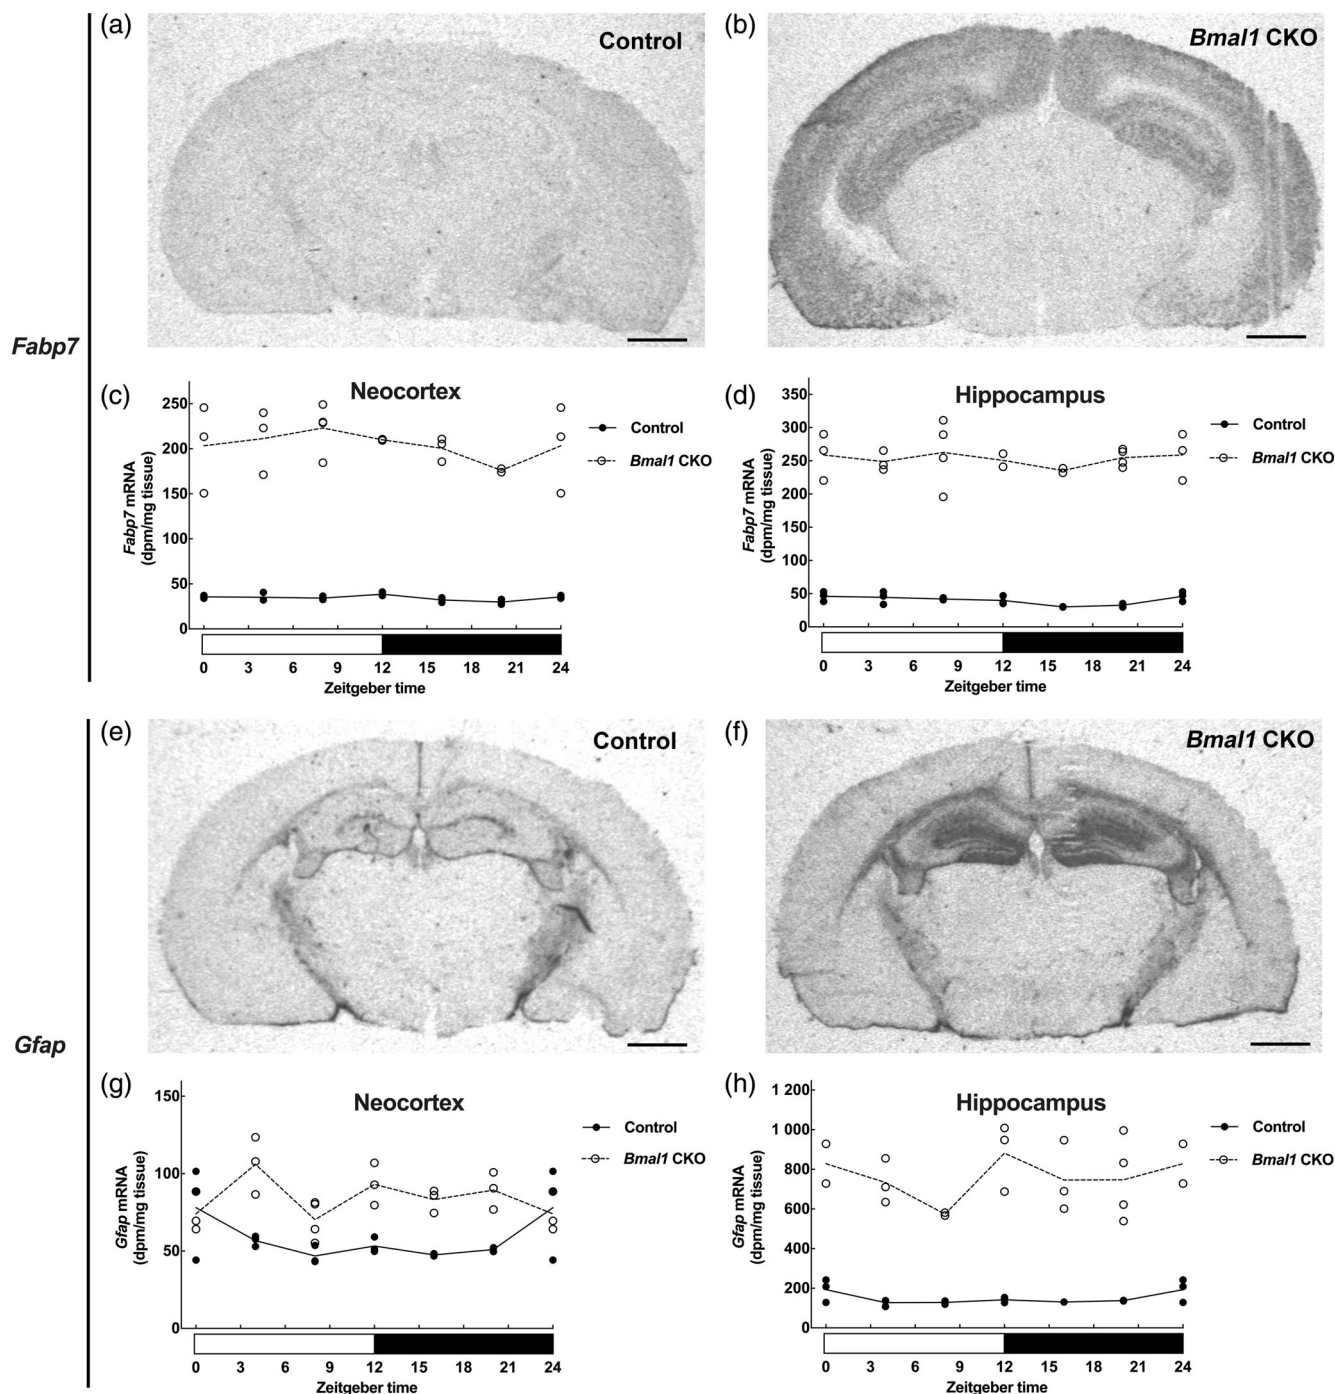 Fabp7
(a)
Control
(b)
Bmal1 CKO
(c)
Neocortex
Fabp7 mRNA
(dpm/mg tissue)
250
200
150
100
50
0
Control
Bmal1 CKO
0 3 6 9 12 15 18 21 24
Zeitgeber time
(d)
Hippocampus
Fabp7 mRNA
(dpm/mg tissue)
350
300
250
200
150
100
50
0
Control
Bmal1 CKO
0 3 6 9 12 15 18 21 24
Zeitgeber time
Gfap
(e)
Control
(f)
Bmal1 CKO
(g)
Neocortex
Gfap mRNA
(dpm/mg tissue)
150
100
50
0
Control
Bmal1 CKO
0 3 6 9 12 15 18 21 24
Zeitgeber time
(h)
Hippocampus
Gfap mRNA
(dpm/mg tissue)
1 200
1 000
800
600
400
200
0
Control
Bmal1 CKO
0 3 6 9 12 15 18 21 24
Zeitgeber time